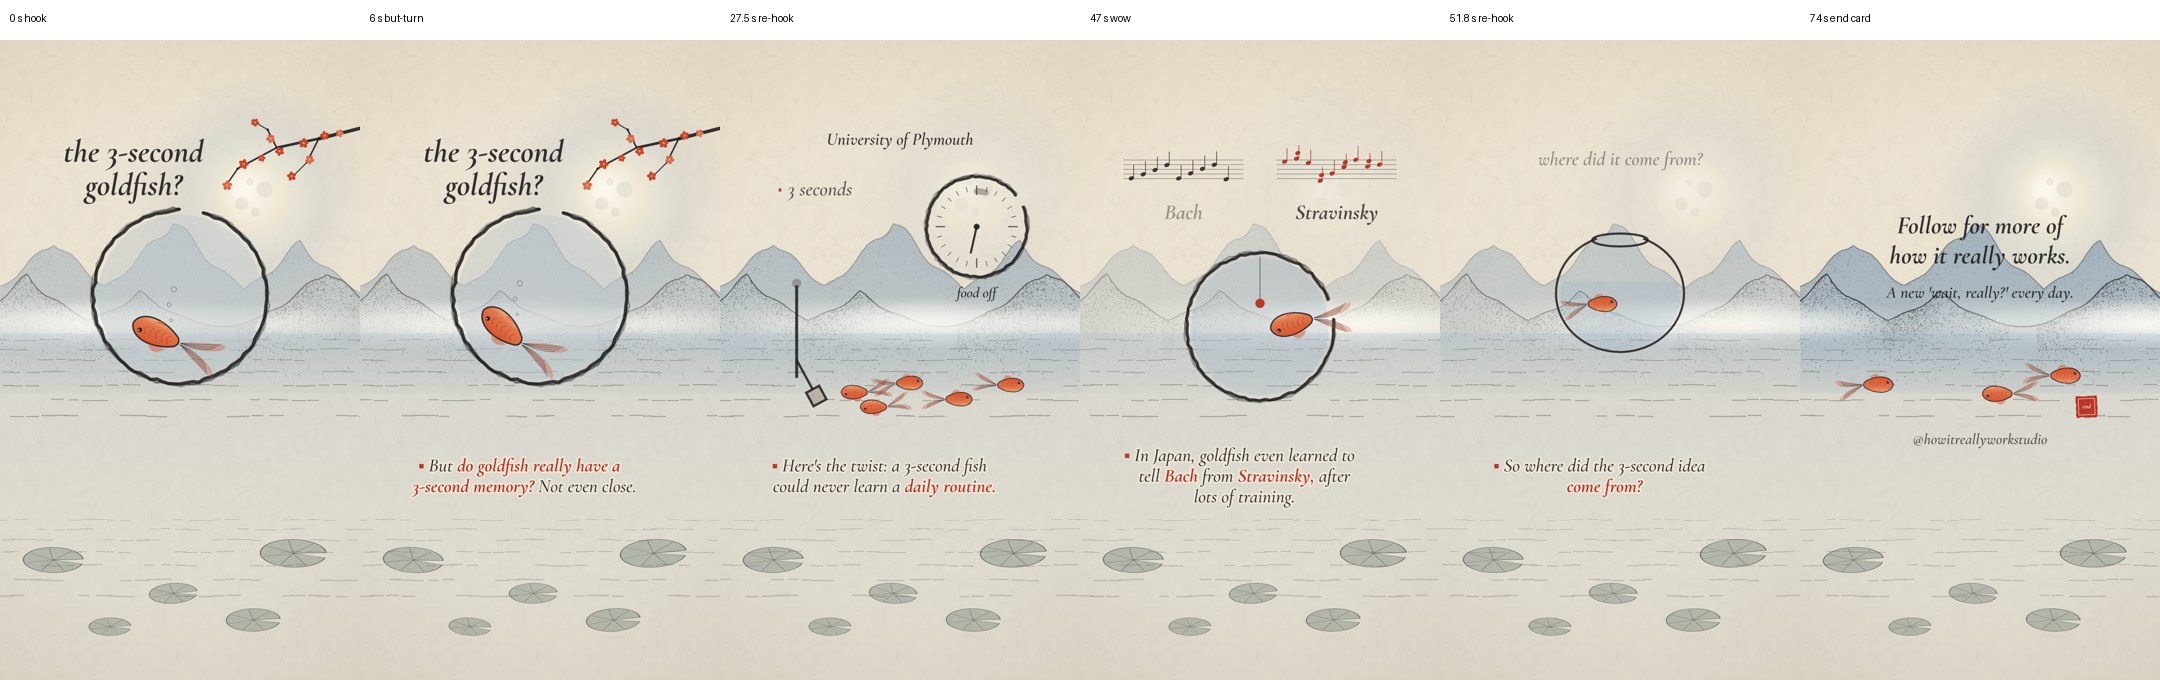 0 s hook
the 3-second
goldfish?
6 s but-turn
the 3-second
goldfish?
But do goldfish really have a
3-second memory? Not even close.
27.5 s re-hook
University of Plymouth
3 seconds
food off
Here's the twist: a 3-second fish
could never learn a daily routine.
47 s wow
Bach
Stravinsky
In Japan, goldfish even learned to
tell Bach from Stravinsky, after
lots of training.
51.8 s re-hook
where did it come from?
So where did the 3-second idea
come from?
74 s end card
Follow for more of
how it really works.
A new 'wait, really?' every day.
@howitreallyworkstudio